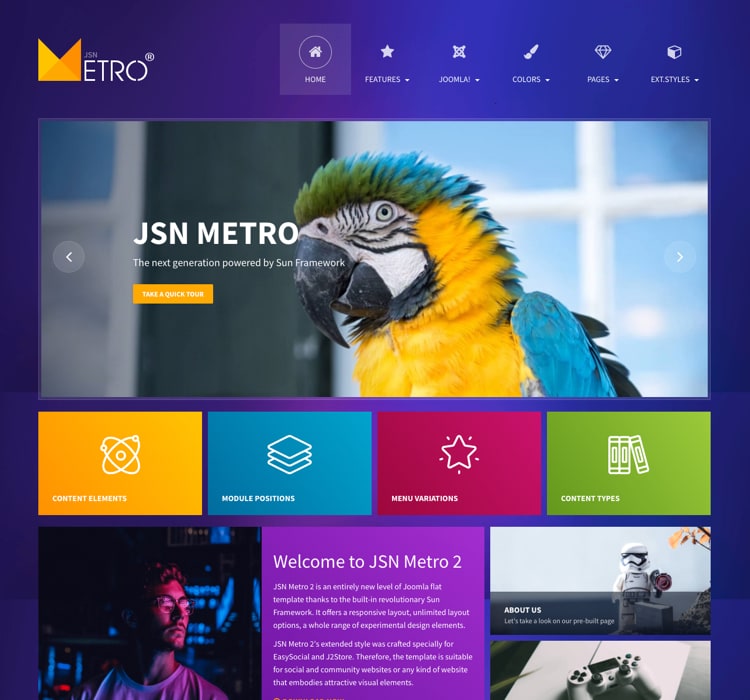 JSN
METRO®
HOME
FEATURES
JOOMLA!
COLORS
PAGES
EXT.STYLES
JSN METRO
The next generation powered by Sun Framework
TAKE A QUICK TOUR
CONTENT ELEMENTS
MODULE POSITIONS
MENU VARIATIONS
CONTENT TYPES
Welcome to JSN Metro 2
JSN Metro 2 is an entirely new level of Joomla flat
template thanks to the built-in revolutionary Sun
Framework. It offers a responsive layout, unlimited layout
options, a whole range of experimental design elements.
JSN Metro 2's extended style was crafted specially for
EasySocial and J2Store. Therefore, the template is suitable
for social and community websites or any kind of website
that embodies attractive visual elements.
ABOUT US
Let's take a look on our pre-built page